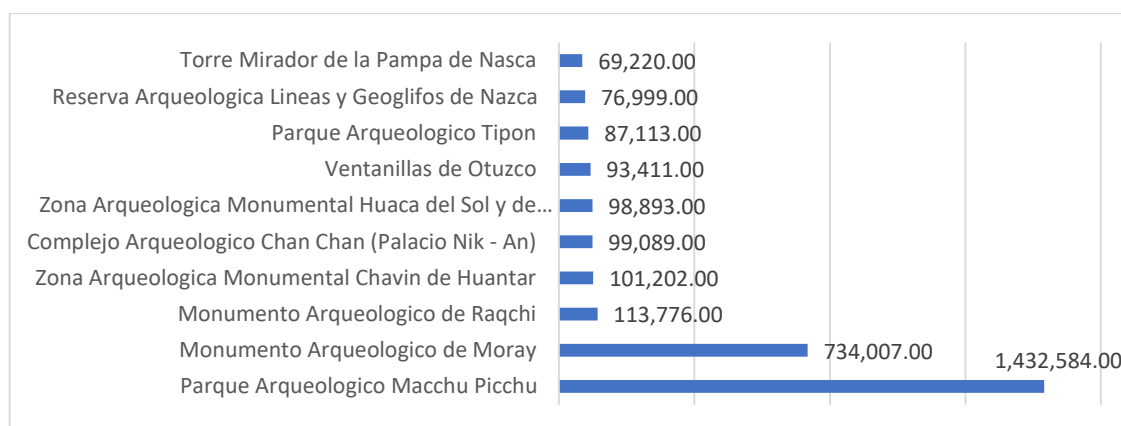 Torre Mirador de la Pampa de Nasca 69,220.00
Reserva Arqueologica Lineas y Geoglifos de Nazca 76,999.00
Parque Arqueologico Tipon 87,113.00
Ventanillas de Otuzco 93,411.00
Zona Arqueologica Monumental Huaca del Sol y de... 98,893.00
Complejo Arqueologico Chan Chan (Palacio Nik - An) 99,089.00
Zona Arqueologica Monumental Chavin de Huantar 101,202.00
Monumento Arqueologico de Raqchi 113,776.00
Monumento Arqueologico de Moray 734,007.00
Parque Arqueologico Macchu Picchu 1,432,584.00